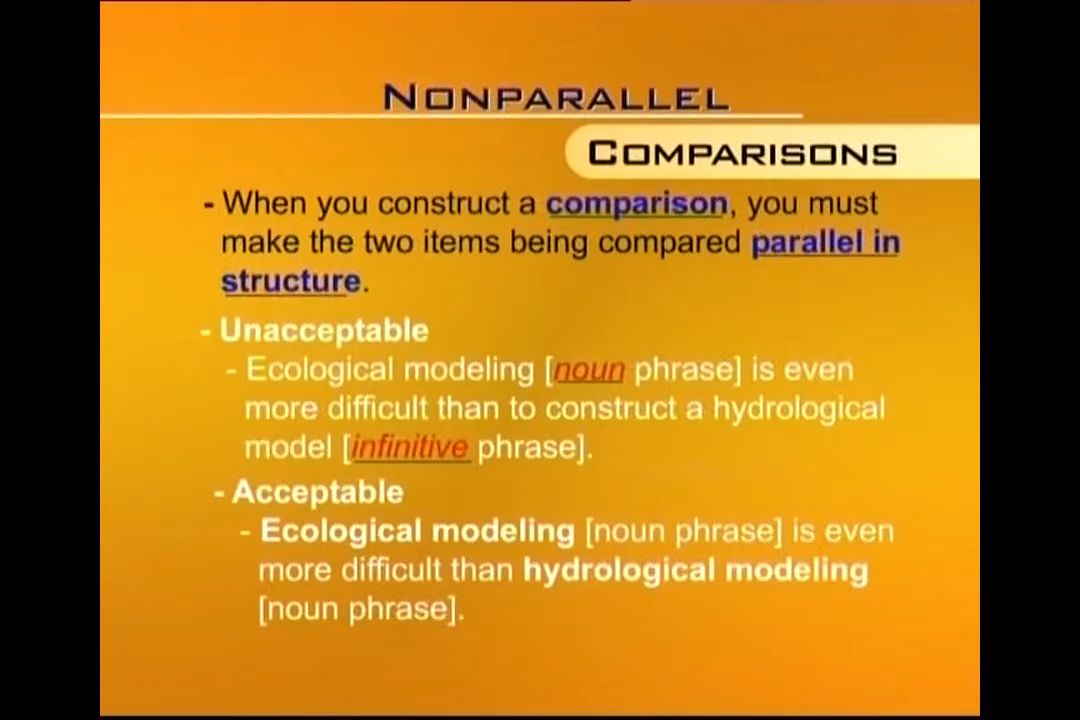 NONPARALLEL
COMPARISONS
- When you construct a comparison, you must
make the two items being compared parallel in
structure.
- Unacceptable
- Ecological modeling [noun phrase] is even
more difficult than to construct a hydrological
model [infinitive phrase].
- Acceptable
- Ecological modeling [noun phrase] is even
more difficult than hydrological modeling
[noun phrase].